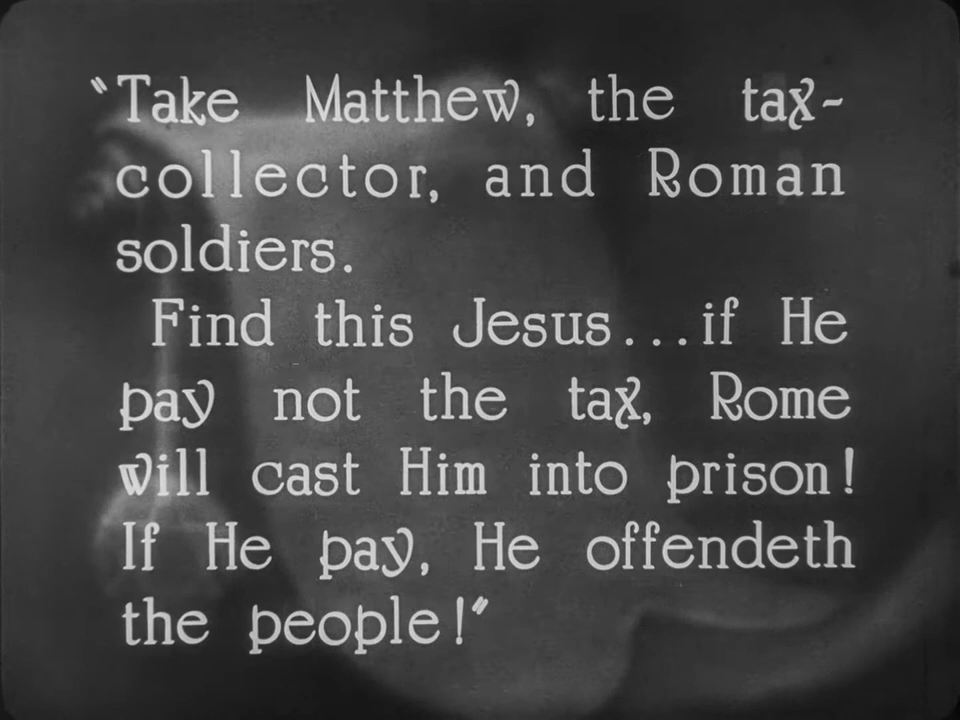 "Take Matthew, the tax-
collector, and Roman
soldiers.
Find this Jesus...if He
pay not the tax, Rome
will cast Him into prison!
If He pay, He offendeth
the people!"